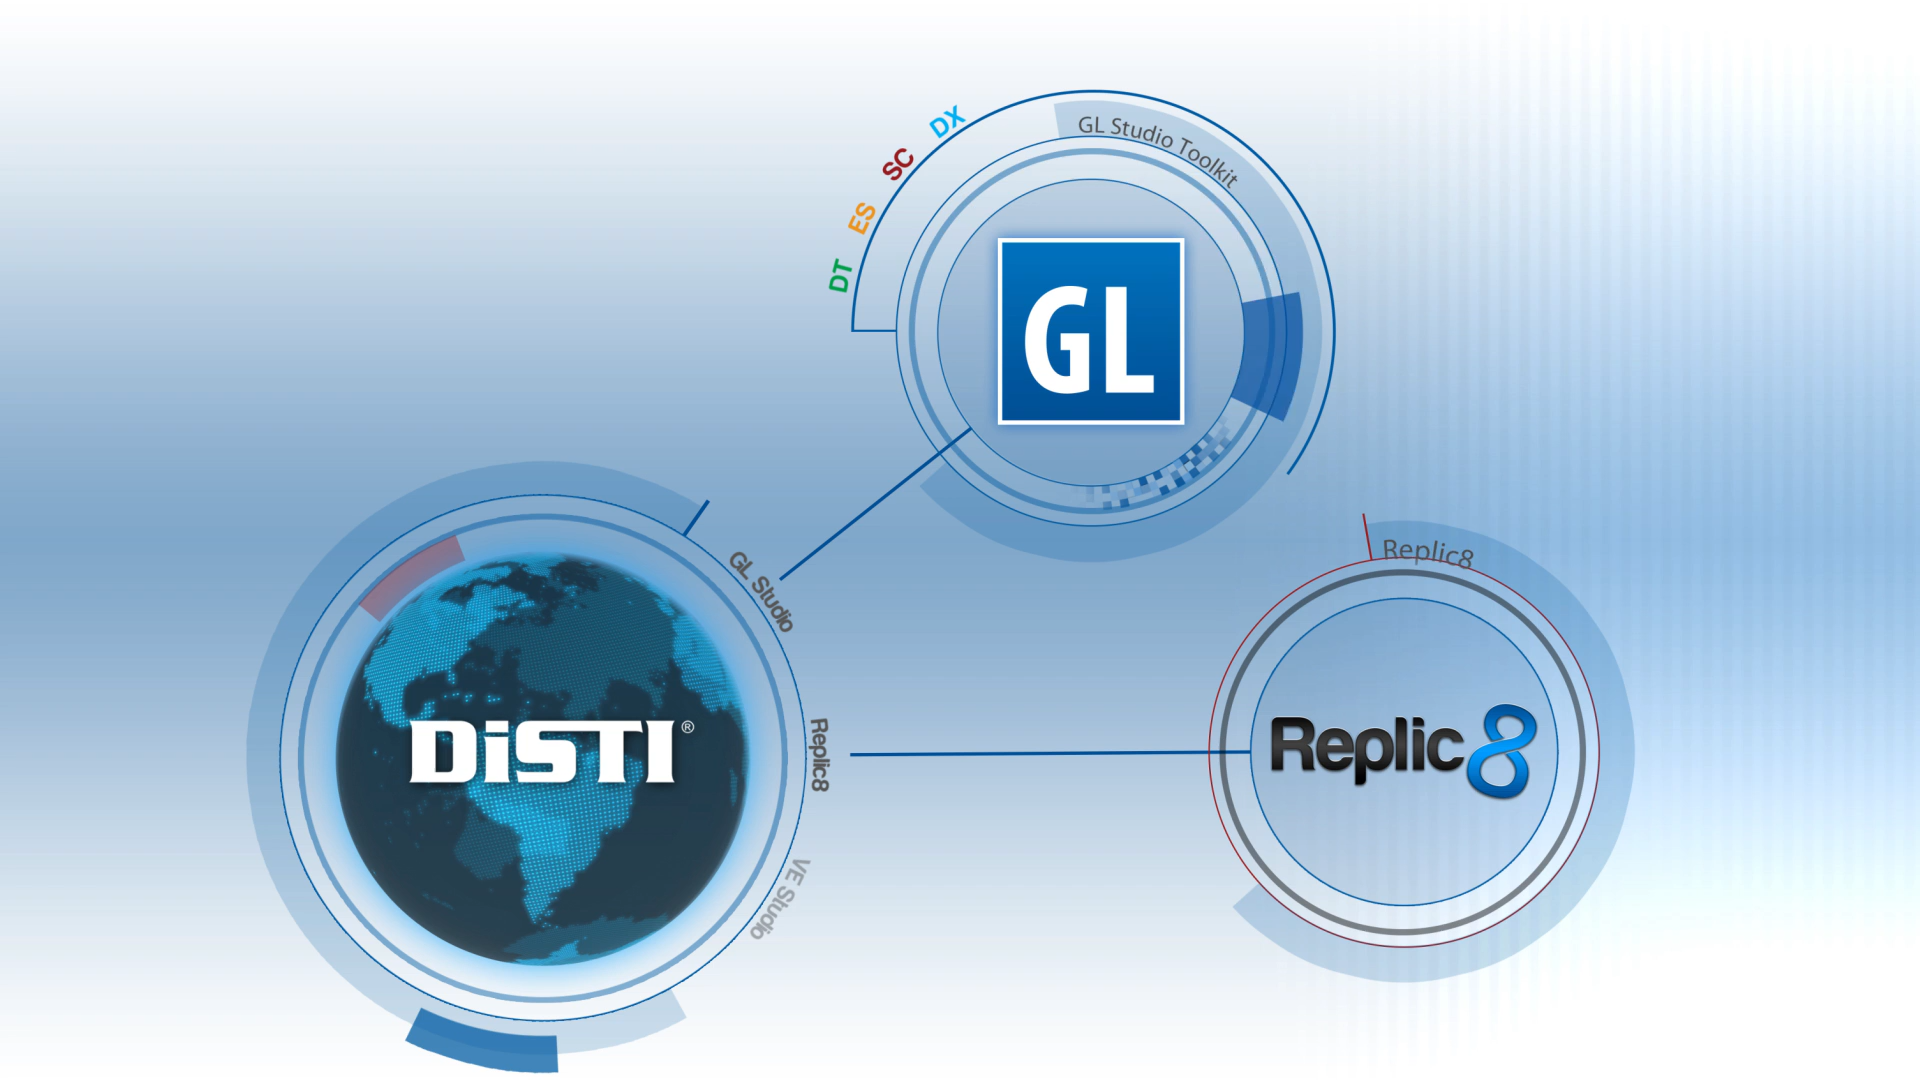 DX
SC
ES
DT
GL Studio Toolkit
GL
GL Studio
Replic8
VE Studio
DiSTI®
Replic8
Replic8